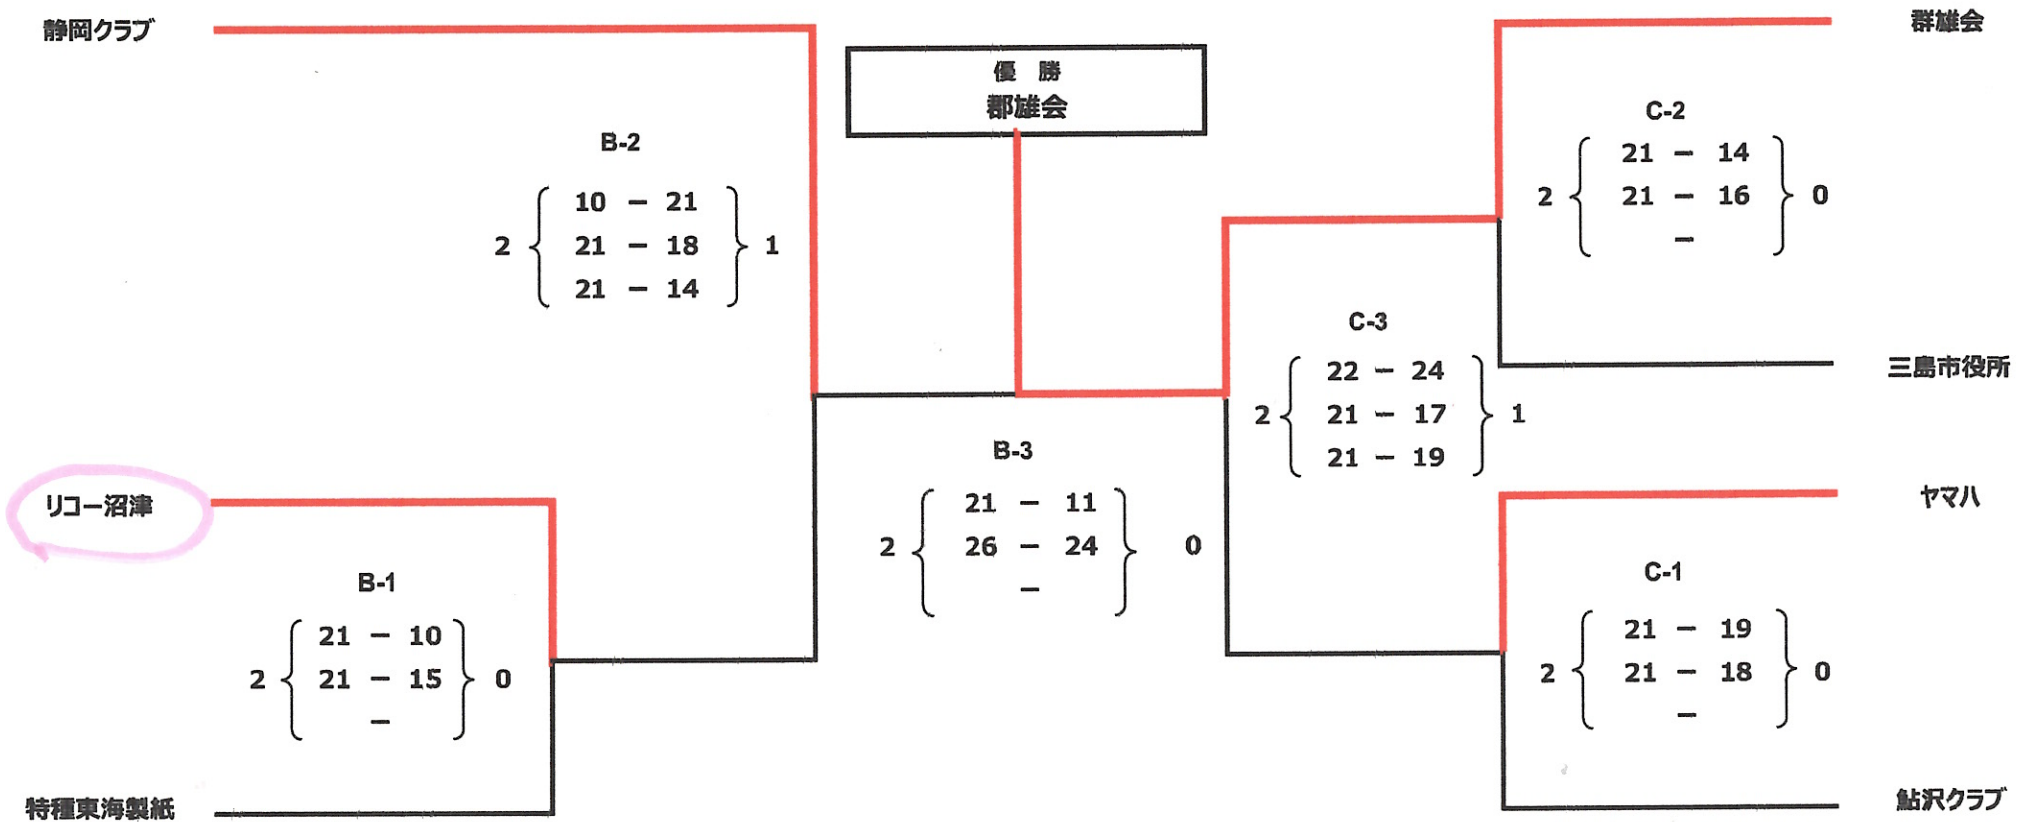 静岡クラブ
群雄会
優 勝
郡雄会
B-2
10 - 21
2 21 - 18 1
21 - 14
C-2
21 - 14
2 21 - 16 0
-
C-3
22 - 24
2 21 - 17 1
21 - 19
三島市役所
B-3
21 - 11
2 26 - 24 0
-
リコー沼津
ヤマハ
B-1
21 - 10
2 21 - 15 0
-
C-1
21 - 19
2 21 - 18 0
-
特種東海製紙
鮎沢クラブ